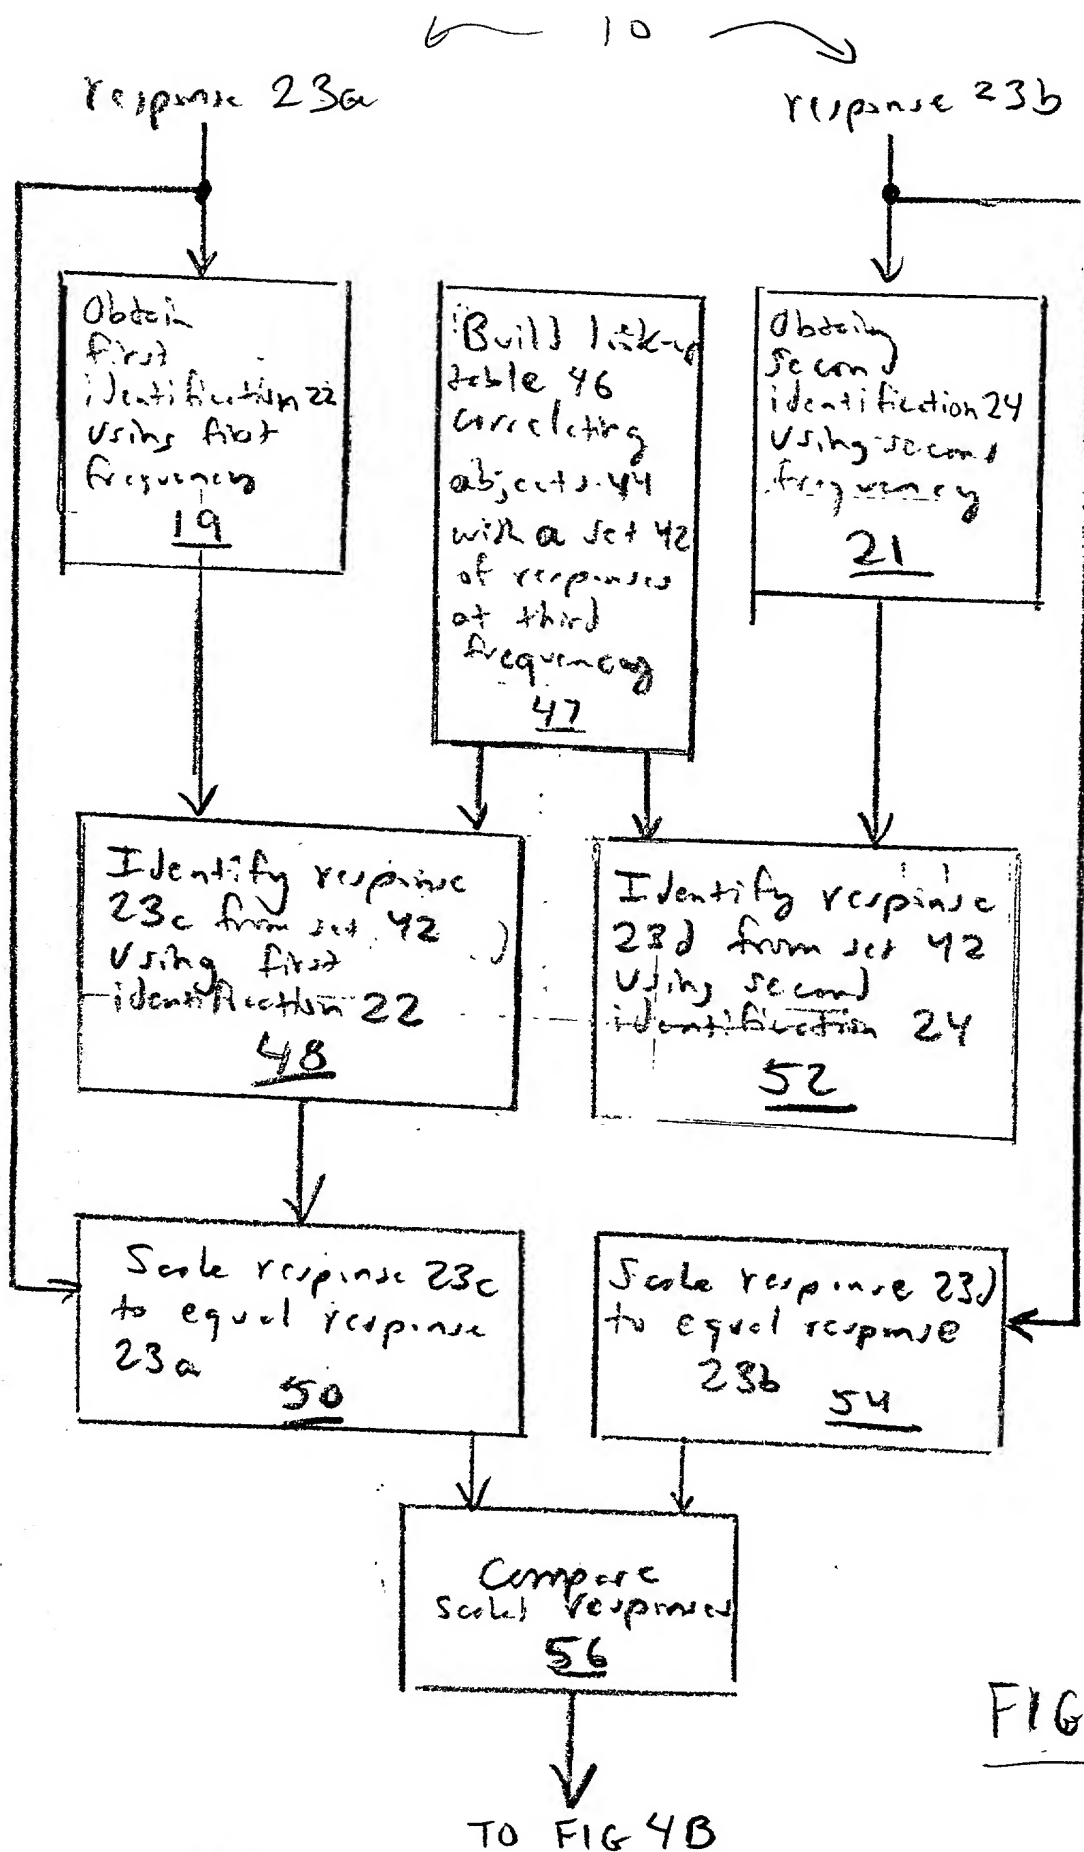 10
response 23a
response 23b
Obtain
first
identification 22
using first
frequency
19
Build look-up
table 46
correlating
objects 44
with a set 42
of responses
at third
frequency
47
Obtain
second
identification 24
using second
frequency
21
Identify response
23c from set 42
using first
identification 22
48
Identify response
23d from set 42
using second
identification 24
52
Scale response 23c
to equal response
23a
50
Scale response 23d
to equal response
23b
54
Compare
scaled responses
56
FIG
TO FIG 4B